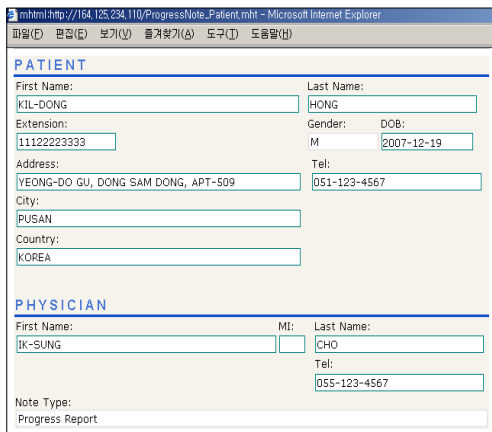 mhtml:http://164,125,234,110/ProgressNote_Patient,mht - Microsoft Internet Explorer
파일(F) 편집(E) 보기(V) 즐겨찾기(A) 도구(T) 도움말(H)
PATIENT
First Name: Last Name:
KIL-DONG HONG
Extension: Gender: DOB:
11122223333 M 2007-12-19
Address: Tel:
YEONG-DO GU, DONG SAM DONG, APT-509 051-123-4567
City:
PUSAN
Country:
KOREA
PHYSICIAN
First Name: MI: Last Name:
IK-SUNG CHO
Tel:
055-123-4567
Note Type:
Progress Report